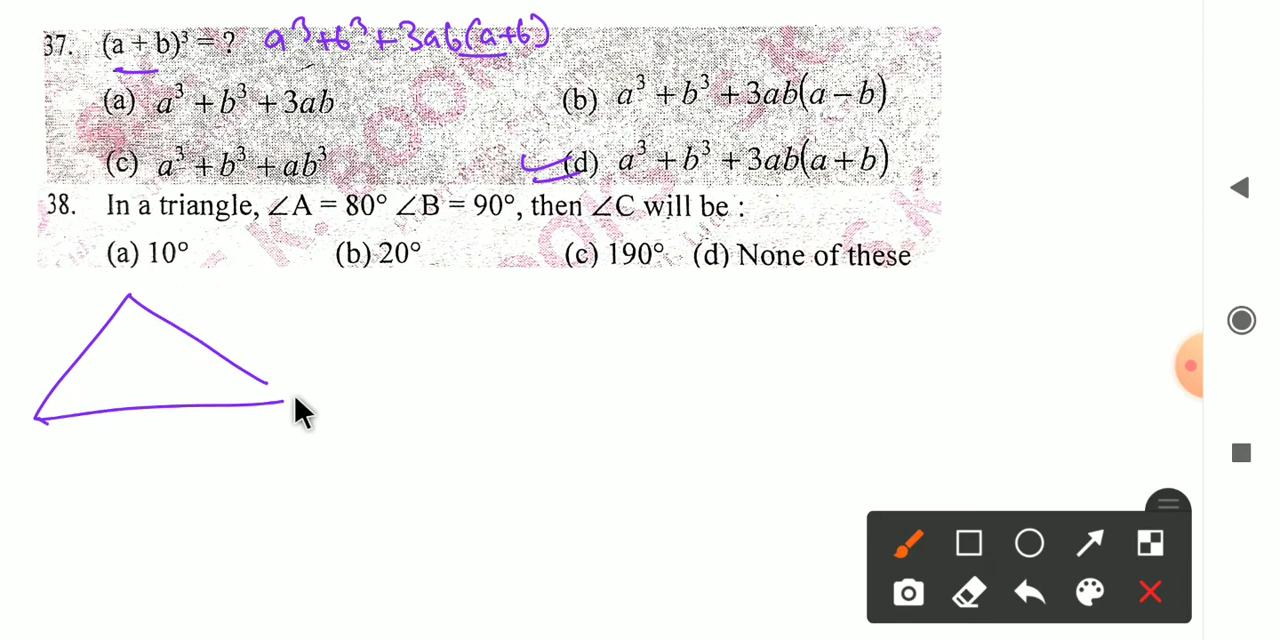 37. (a + b)³ = ? a³+b³+3ab(a+b)
(a) a³ + b³ + 3ab (b) a³ + b³ + 3ab(a − b)
(c) a³ + b³ + ab³ (d) a³ + b³ + 3ab(a + b)
38. In a triangle, ∠A = 80° ∠B = 90°, then ∠C will be :
(a) 10° (b) 20° (c) 190° (d) None of these